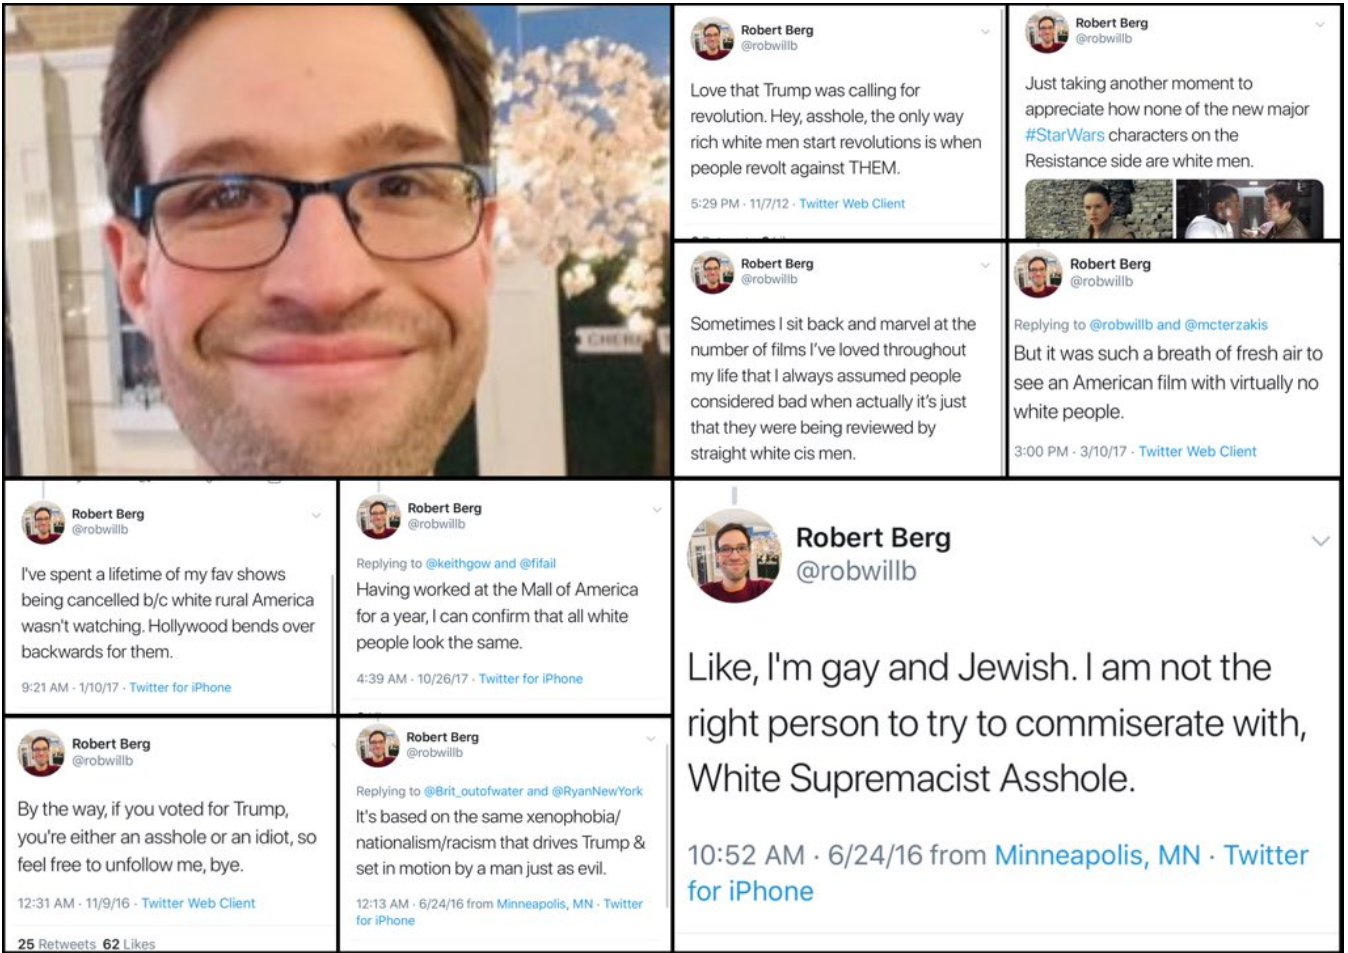 CHER
Robert Berg
@robwillb
Love that Trump was calling for
revolution. Hey, asshole, the only way
rich white men start revolutions is when
people revolt against THEM.
5:29 PM · 11/7/12 · Twitter Web Client
Robert Berg
@robwillb
Just taking another moment to
appreciate how none of the new major
#StarWars characters on the
Resistance side are white men.
Robert Berg
@robwillb
Sometimes I sit back and marvel at the
number of films I've loved throughout
my life that I always assumed people
considered bad when actually it's just
that they were being reviewed by
straight white cis men.
Robert Berg
@robwillb
Replying to @robwillb and @mcterzakis
But it was such a breath of fresh air to
see an American film with virtually no
white people.
3:00 PM · 3/10/17 · Twitter Web Client
Robert Berg
@robwillb
I've spent a lifetime of my fav shows
being cancelled b/c white rural America
wasn't watching. Hollywood bends over
backwards for them.
9:21 AM · 1/10/17 · Twitter for iPhone
Robert Berg
@robwillb
Replying to @keithgow and @fifail
Having worked at the Mall of America
for a year, I can confirm that all white
people look the same.
4:39 AM · 10/26/17 · Twitter for iPhone
Robert Berg
@robwillb
Like, I'm gay and Jewish. I am not the
right person to try to commiserate with,
White Supremacist Asshole.
10:52 AM · 6/24/16 from Minneapolis, MN · Twitter
for iPhone
Robert Berg
@robwillb
By the way, if you voted for Trump,
you're either an asshole or an idiot, so
feel free to unfollow me, bye.
12:31 AM · 11/9/16 · Twitter Web Client
25 Retweets 62 Likes
Robert Berg
@robwillb
Replying to @Brit_outofwater and @RyanNewYork
It's based on the same xenophobia/
nationalism/racism that drives Trump &
set in motion by a man just as evil.
12:13 AM · 6/24/16 from Minneapolis, MN · Twitter
for iPhone